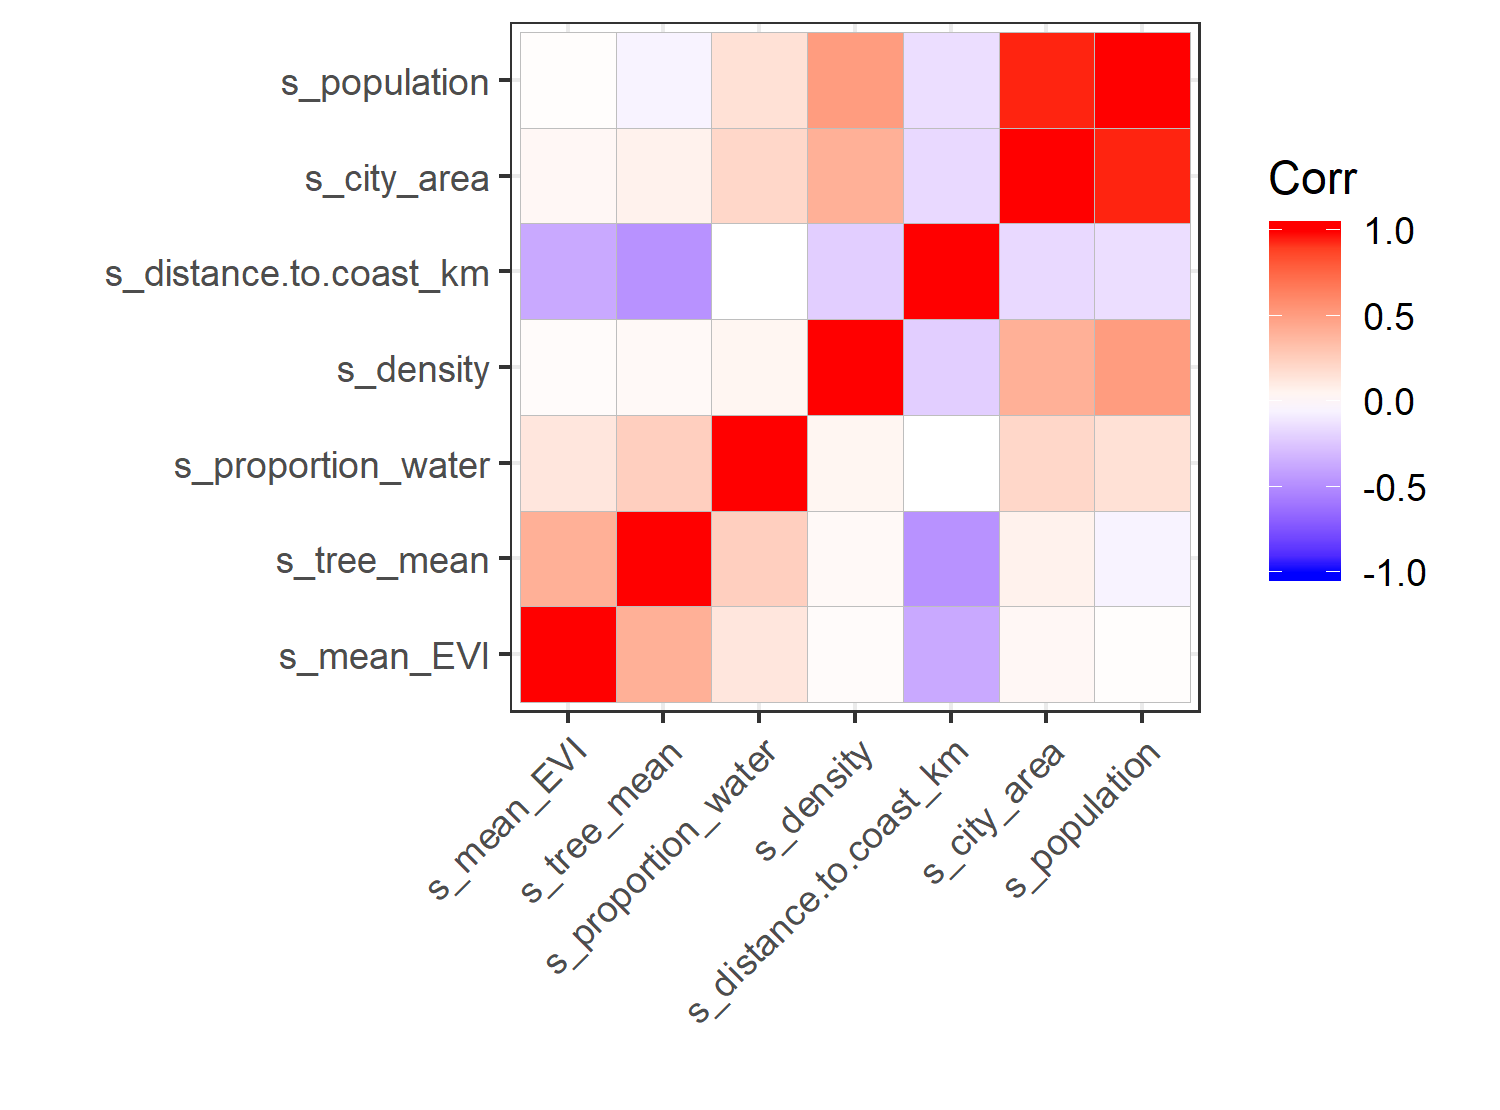 s_population
s_city_area
s_distance.to.coast_km
s_density
s_proportion_water
s_tree_mean
s_mean_EVI
s_mean_EVI
s_tree_mean
s_proportion_water
s_density
s_distance.to.coast_km
s_city_area
s_population
Corr
1.0
0.5
0.0
-0.5
-1.0